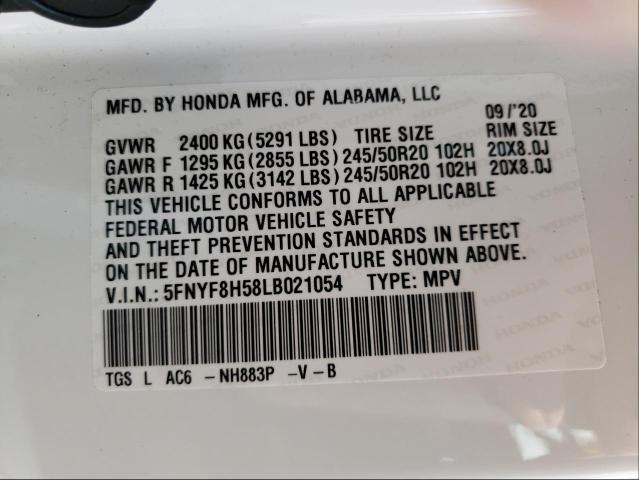 MFD. BY HONDA MFG. OF ALABAMA, LLC 09/'20
GVWR 2400 KG(5291 LBS) TIRE SIZE RIM SIZE
GAWR F 1295 KG(2855 LBS) 245/50R20 102H 20X8.0J
GAWR R 1425 KG(3142 LBS) 245/50R20 102H 20X8.0J
THIS VEHICLE CONFORMS TO ALL APPLICABLE
FEDERAL MOTOR VEHICLE SAFETY
AND THEFT PREVENTION STANDARDS IN EFFECT
ON THE DATE OF MANUFACTURE SHOWN ABOVE.
V.I.N.: 5FNYF8H58LB021054 TYPE: MPV
TGS L AC6 -NH883P -V-B